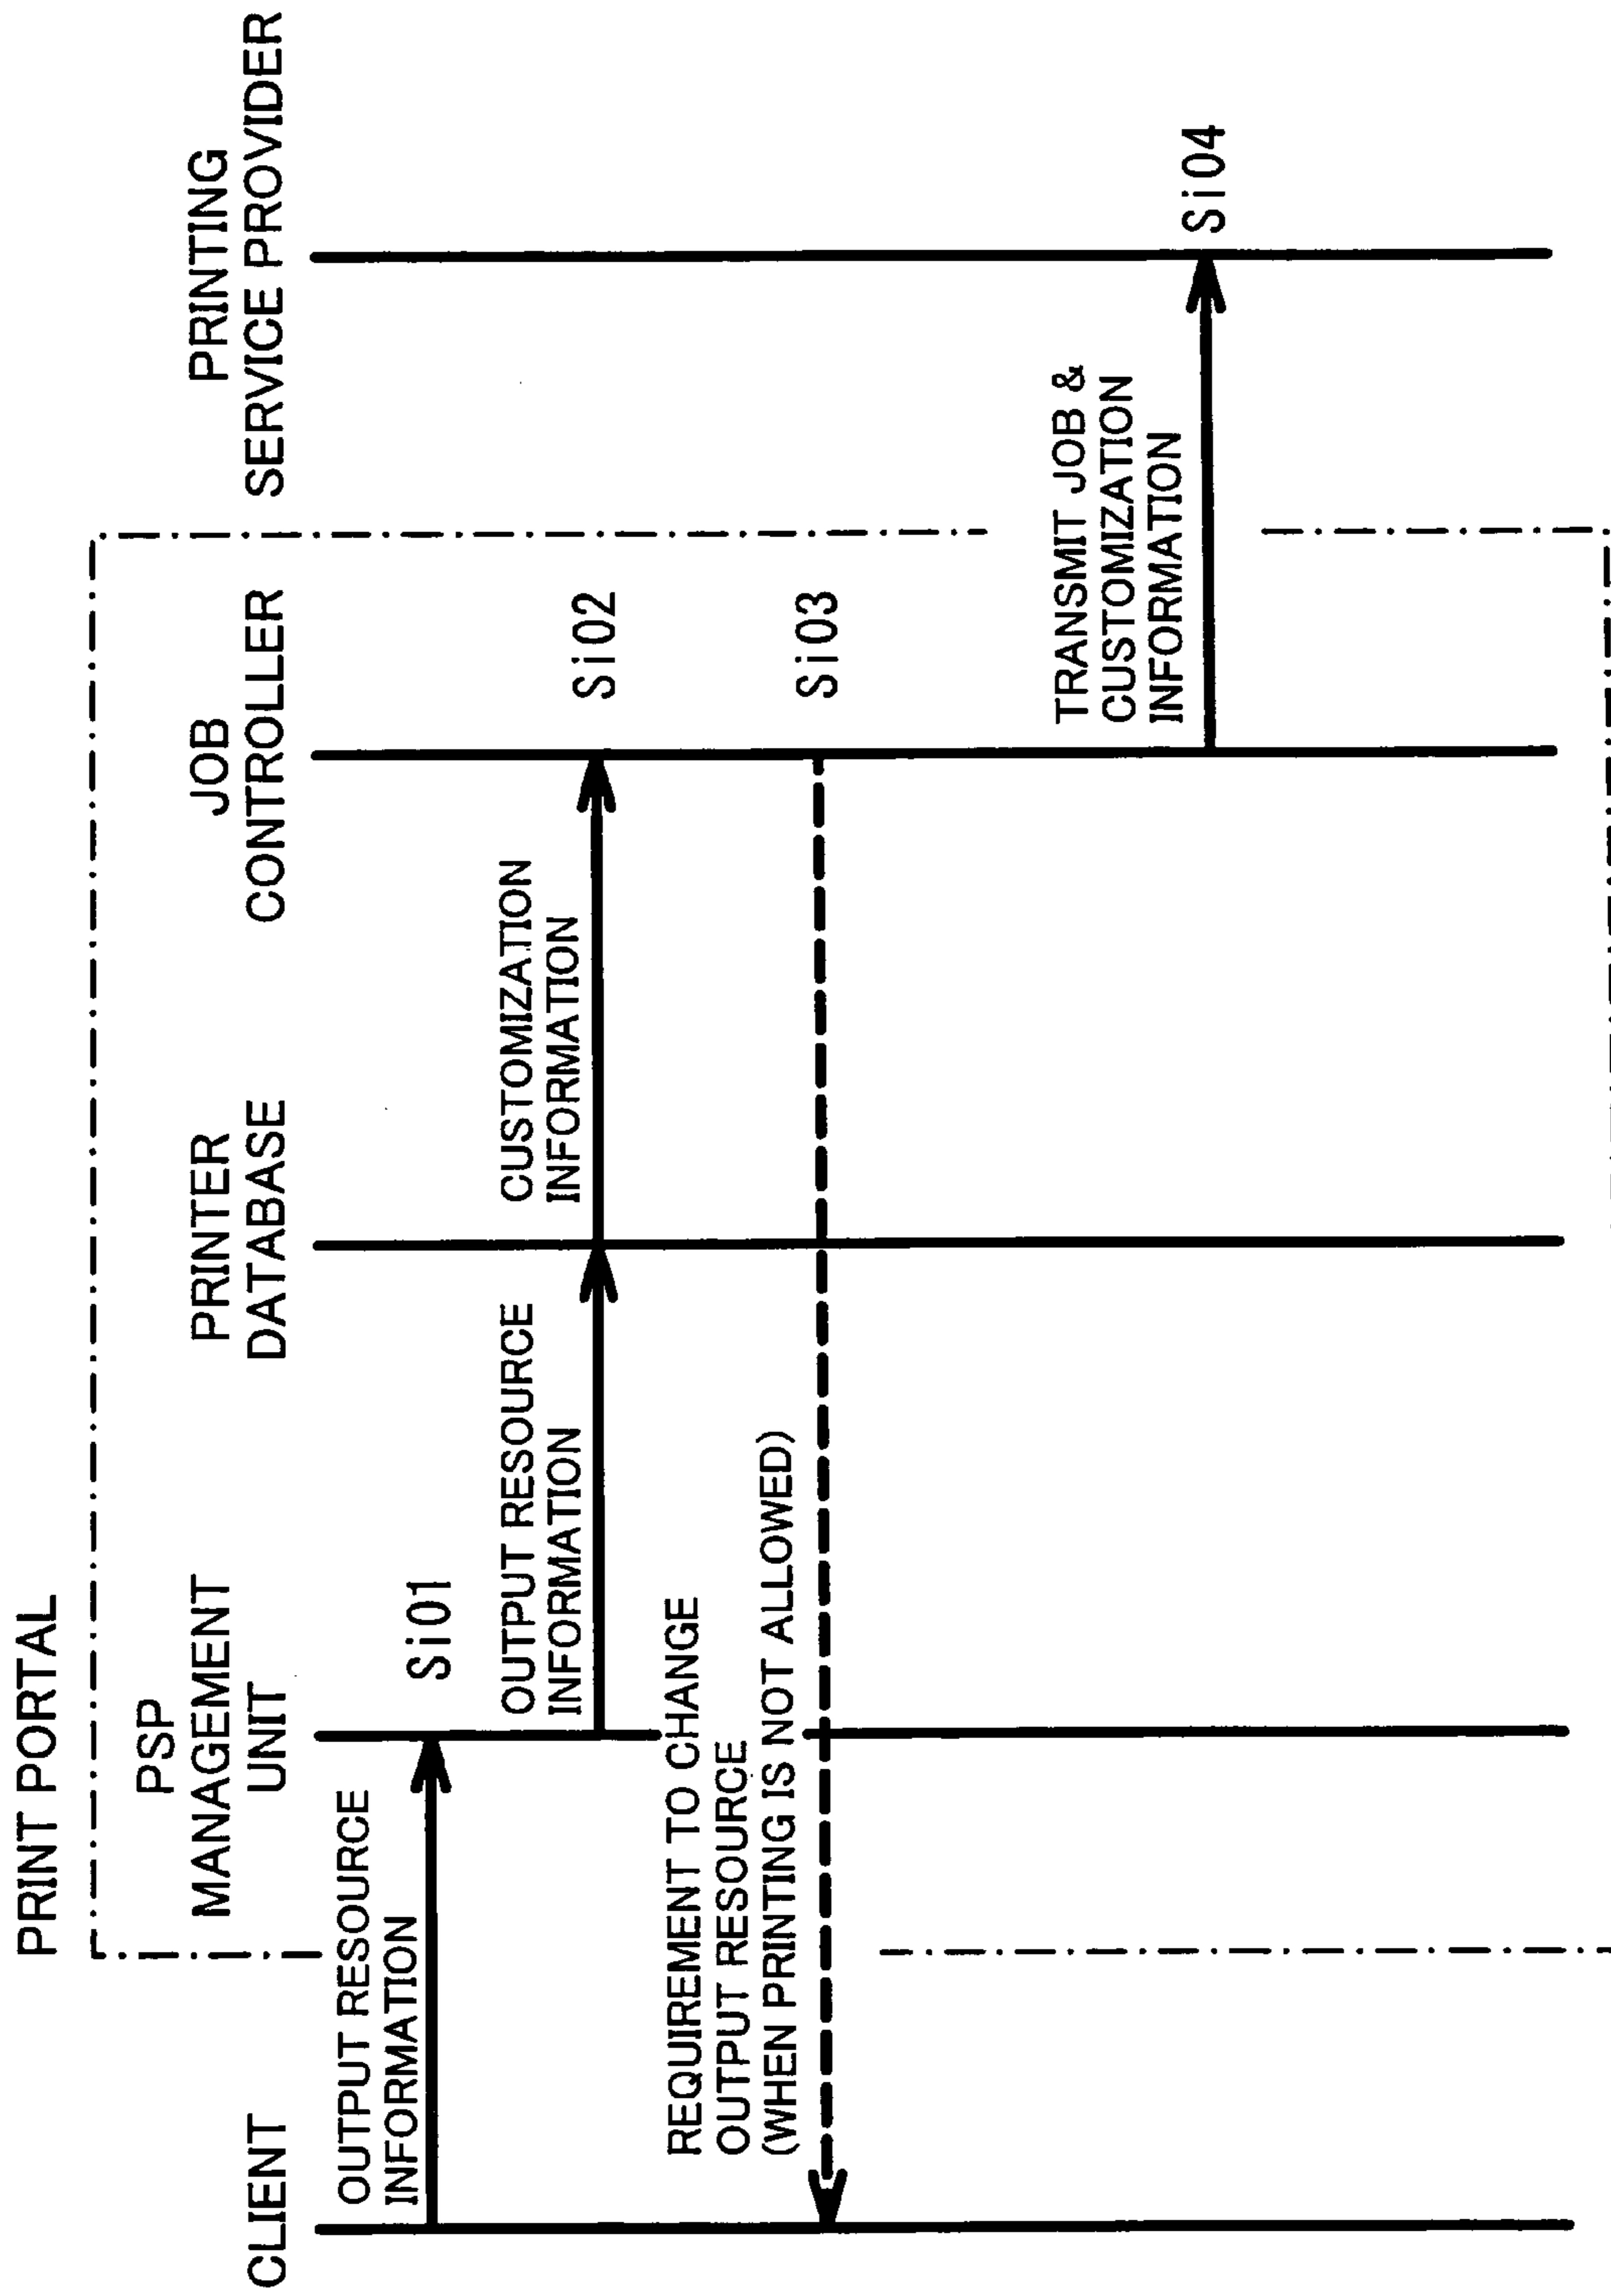 PRINT PORTAL
CLIENT
PSP
MANAGEMENT
UNIT
PRINTER
DATABASE
JOB
CONTROLLER
PRINTING
SERVICE PROVIDER
OUTPUT RESOURCE
INFORMATION
Si01
OUTPUT RESOURCE
INFORMATION
CUSTOMIZATION
INFORMATION
Si02
REQUIREMENT TO CHANGE
OUTPUT RESOURCE
(WHEN PRINTING IS NOT ALLOWED)
Si03
TRANSMIT JOB &
CUSTOMIZATION
INFORMATION
Si04